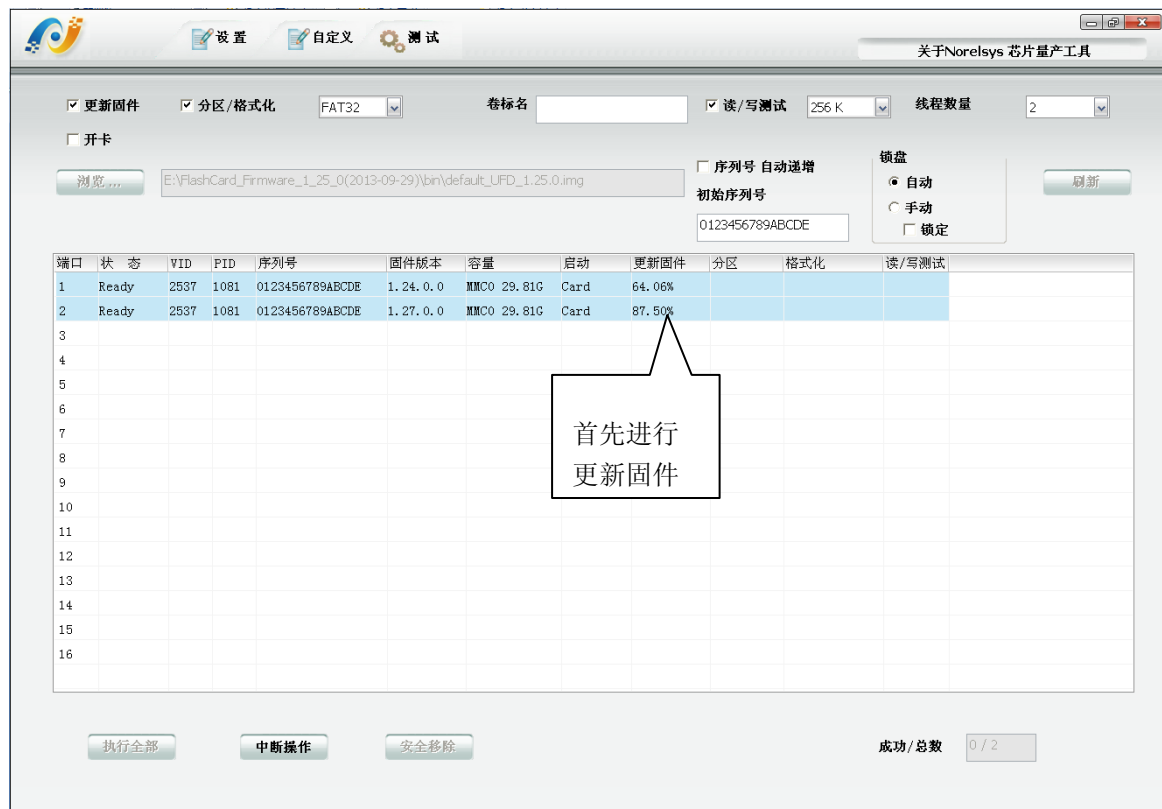 设 置
自定义
测 试
关于Norelsys 芯片量产工具
更新固件 分区/格式化 FAT32 卷标名 读/写测试 256 K 线程数量 2
开卡
浏览 ... E:\FlashCard_Firmware_1_25_0(2013-09-29)\bin\default_UFD_1.25.0.img
序列号 自动递增
初始序列号
0123456789ABCDE
锁盘
自动
手动
锁定
刷新
端口 状 态 VID PID 序列号 固件版本 容量 启动 更新固件 分区 格式化 读/写测试
1 Ready 2537 1081 0123456789ABCDE 1.24.0.0 MMC0 29.81G Card 64.06%
2 Ready 2537 1081 0123456789ABCDE 1.27.0.0 MMC0 29.81G Card 87.50%
3
4
5
6
7
8
9
10
11
12
13
14
15
16
首先进行
更新固件
执行全部 中断操作 安全移除 成功/总数 0 / 2